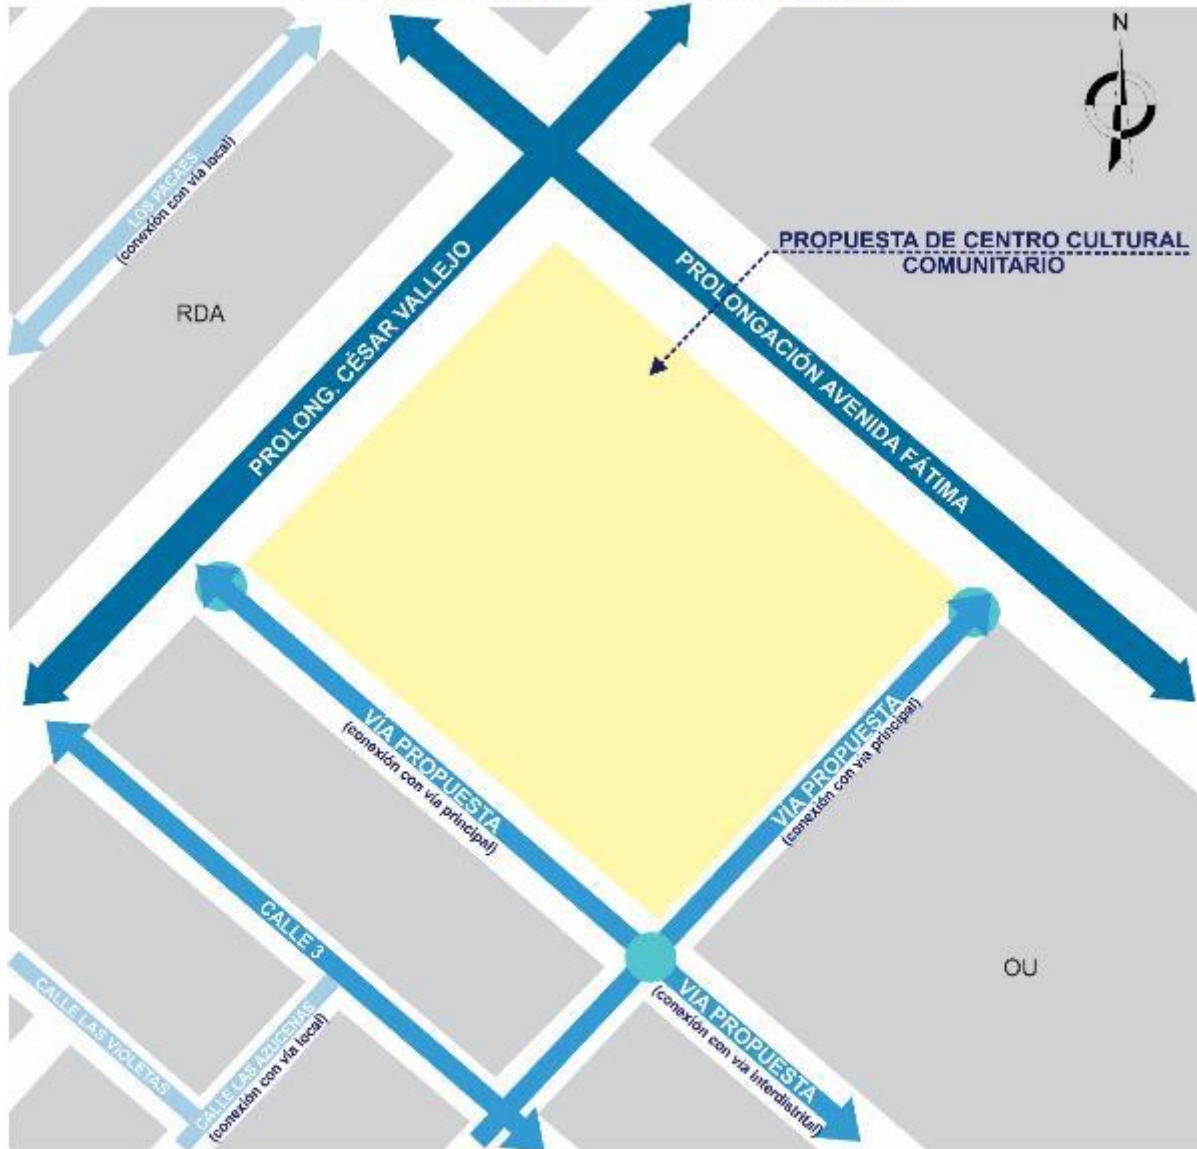 N
LOS PACAES
(conexión con vía local)
PROPUESTA DE CENTRO CULTURAL
COMUNITARIO
RDA
PROLONG. CÉSAR VALLEJO
PROLONGACIÓN AVENIDA FÁTIMA
VÍA PROPUESTA
(conexión con vía principal)
VÍA PROPUESTA
(conexión con vía principal)
CALLE 3
OU
CALLE LAS VIOLETAS
CALLE LAS AZUCENAS
(conexión con vía local)
VÍA PROPUESTA
(conexión con vía interdistrital)